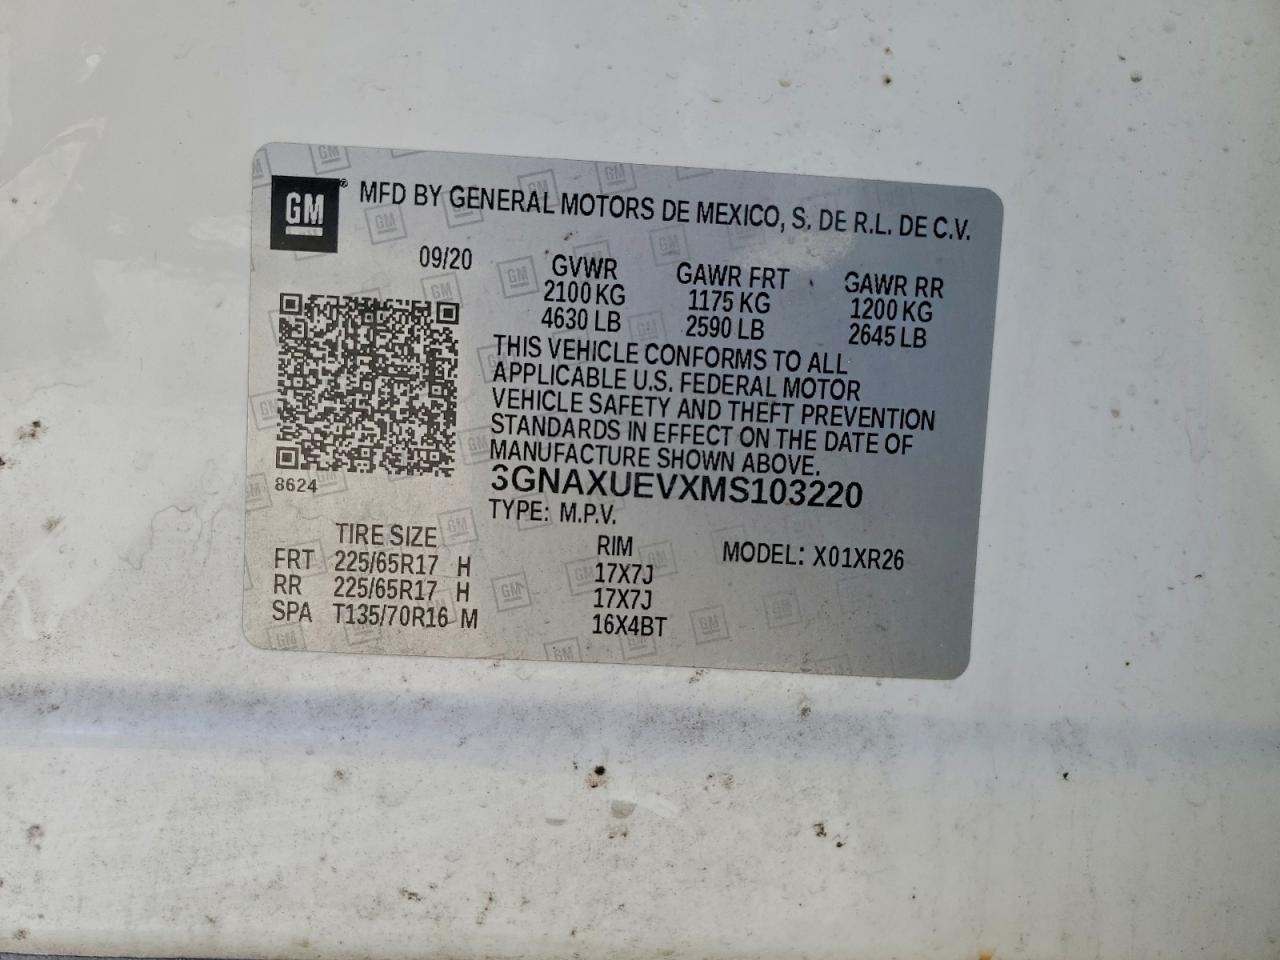 GM ® MFD BY GENERAL MOTORS DE MEXICO, S. DE R.L. DE C.V.
09/20 GVWR GAWR FRT GAWR RR
2100 KG 1175 KG 1200 KG
4630 LB 2590 LB 2645 LB
THIS VEHICLE CONFORMS TO ALL
APPLICABLE U.S. FEDERAL MOTOR
VEHICLE SAFETY AND THEFT PREVENTION
STANDARDS IN EFFECT ON THE DATE OF
MANUFACTURE SHOWN ABOVE.
8624
3GNAXUEVXMS103220
TYPE: M.P.V.
TIRE SIZE RIM MODEL: X01XR26
FRT 225/65R17 H 17X7J
RR 225/65R17 H 17X7J
SPA T135/70R16 M 16X4BT